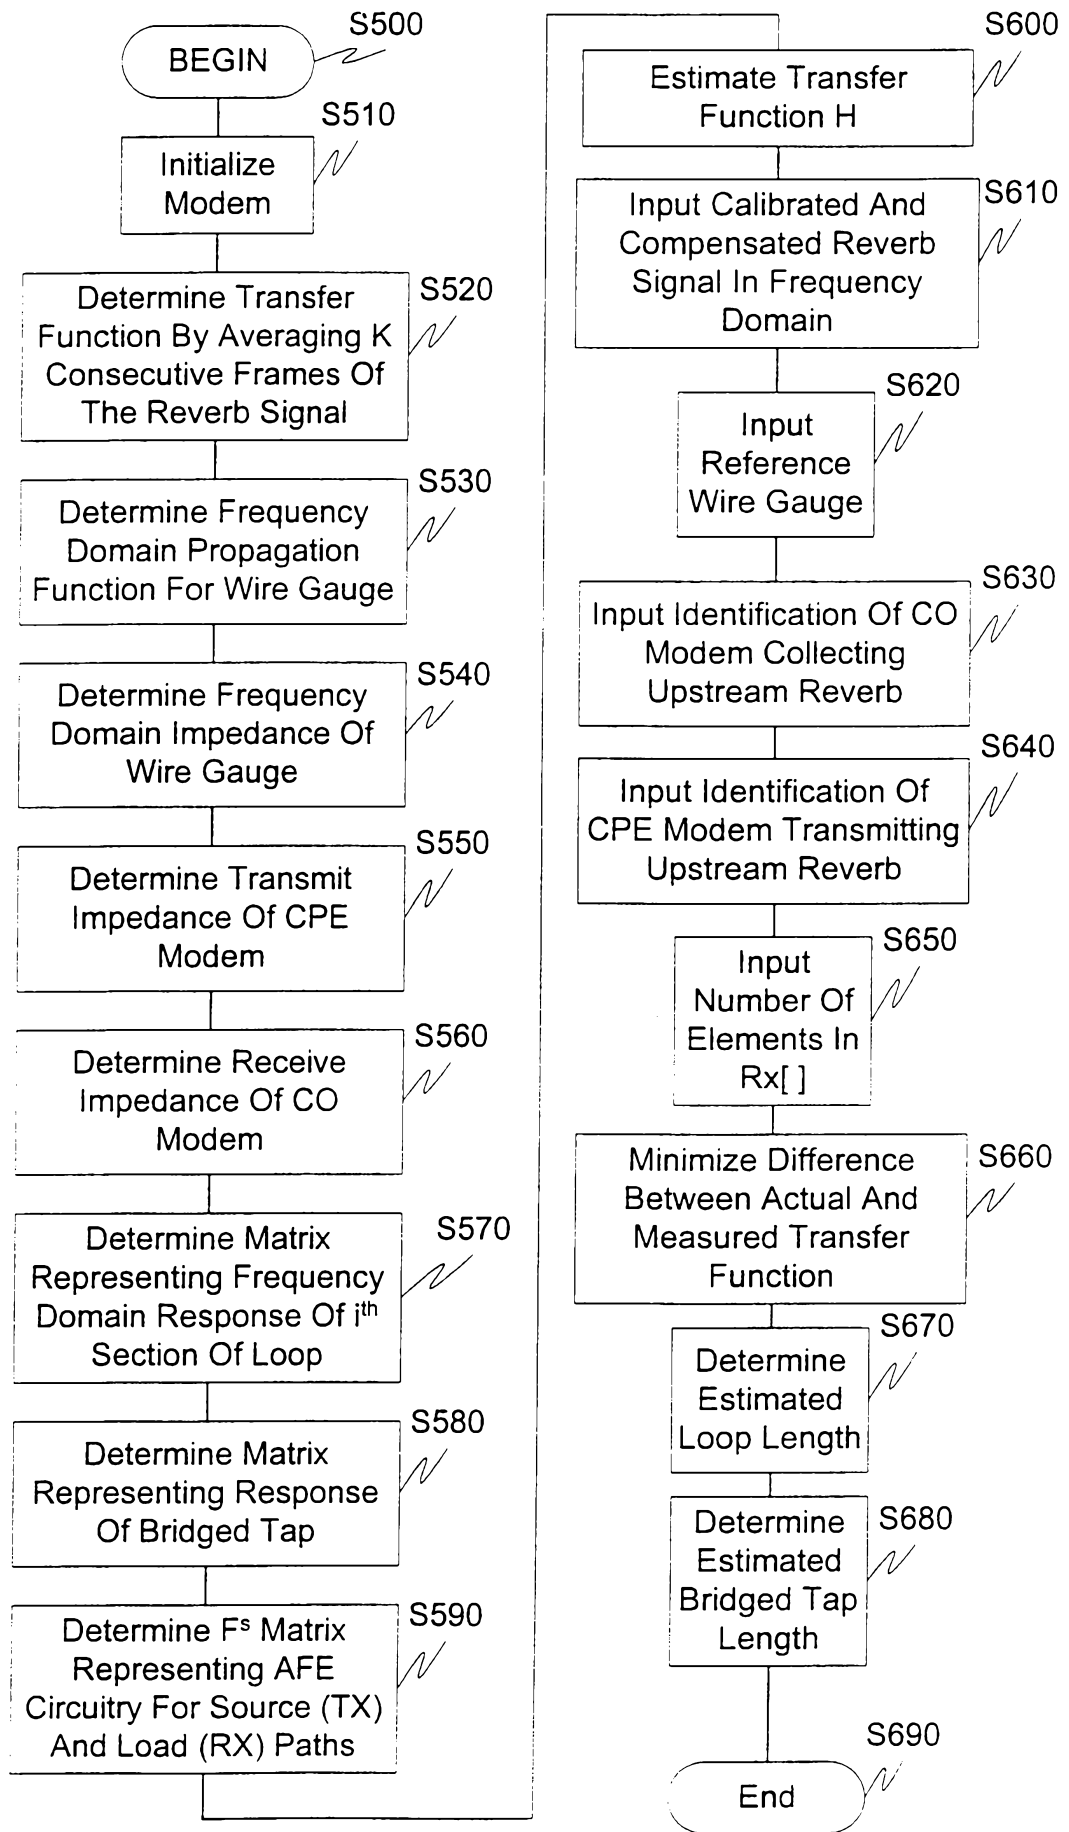 S500
BEGIN
S510
Initialize
Modem
S520
Determine Transfer
Function By Averaging K
Consecutive Frames Of
The Reverb Signal
S530
Determine Frequency
Domain Propagation
Function For Wire Gauge
S540
Determine Frequency
Domain Impedance Of
Wire Gauge
S550
Determine Transmit
Impedance Of CPE
Modem
S560
Determine Receive
Impedance Of CO
Modem
S570
Determine Matrix
Representing Frequency
Domain Response Of ith
Section Of Loop
S580
Determine Matrix
Representing Response
Of Bridged Tap
S590
Determine Fs Matrix
Representing AFE
Circuitry For Source (TX)
And Load (RX) Paths
S600
Estimate Transfer
Function H
S610
Input Calibrated And
Compensated Reverb
Signal In Frequency
Domain
S620
Input
Reference
Wire Gauge
S630
Input Identification Of CO
Modem Collecting
Upstream Reverb
S640
Input Identification Of
CPE Modem Transmitting
Upstream Reverb
S650
Input
Number Of
Elements In
Rx[ ]
S660
Minimize Difference
Between Actual And
Measured Transfer
Function
S670
Determine
Estimated
Loop Length
S680
Determine
Estimated
Bridged Tap
Length
S690
End